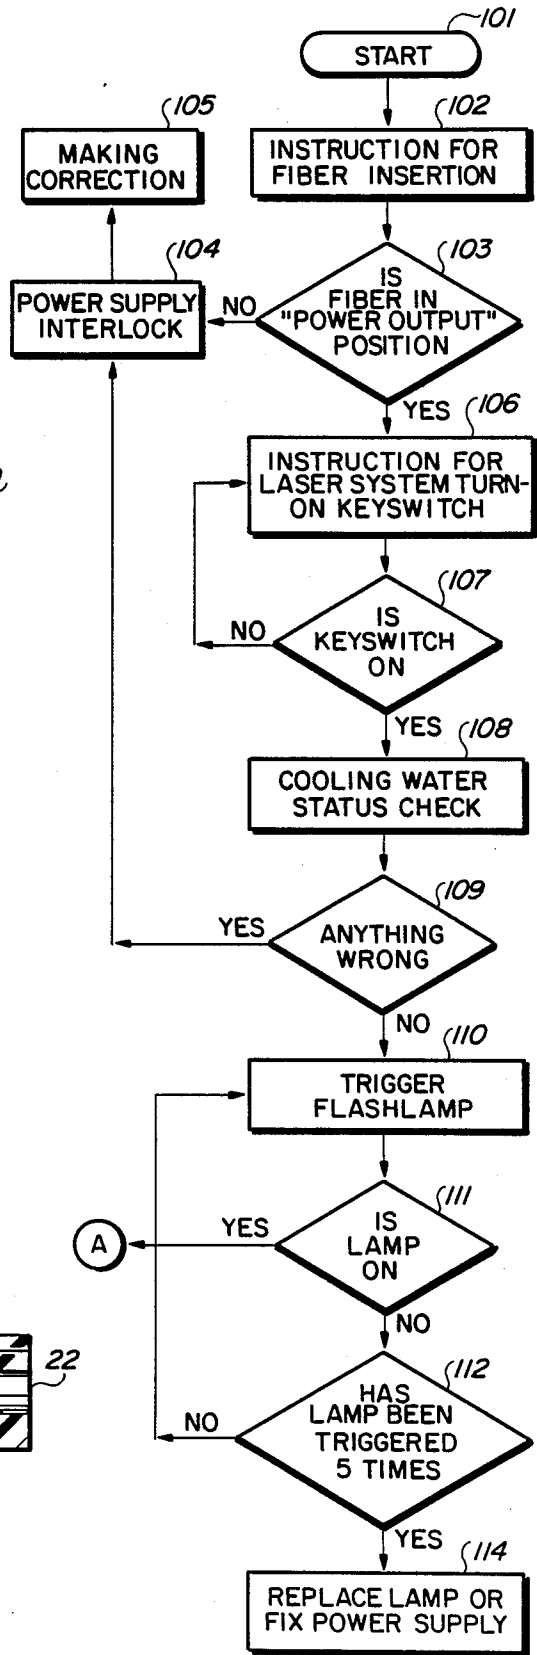 101
START
102
INSTRUCTION FOR
FIBER INSERTION
105
MAKING
CORRECTION
103
IS
FIBER IN
"POWER OUTPUT"
POSITION
NO
104
POWER SUPPLY
INTERLOCK
YES
106
INSTRUCTION FOR
LASER SYSTEM TURN-
ON KEYSWITCH
107
IS
KEYSWITCH
ON
NO
YES
108
COOLING WATER
STATUS CHECK
109
ANYTHING
WRONG
YES
NO
110
TRIGGER
FLASHLAMP
111
IS
LAMP
ON
YES
A
NO
112
HAS
LAMP BEEN
TRIGGERED
5 TIMES
NO
22
YES
114
REPLACE LAMP OR
FIX POWER SUPPLY